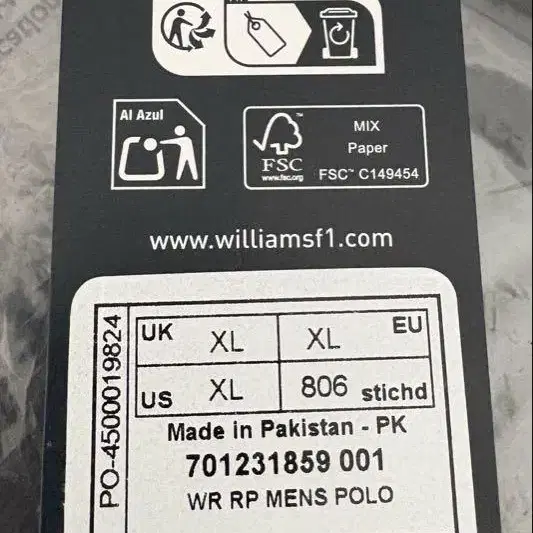 Al Azul
FSC
www.fsc.org
MIX
Paper
FSC™ C149454
www.williamsf1.com
PO-4500019824
UK XL XL EU
US XL 806 stichd
Made in Pakistan - PK
701231859 001
WR RP MENS POLO